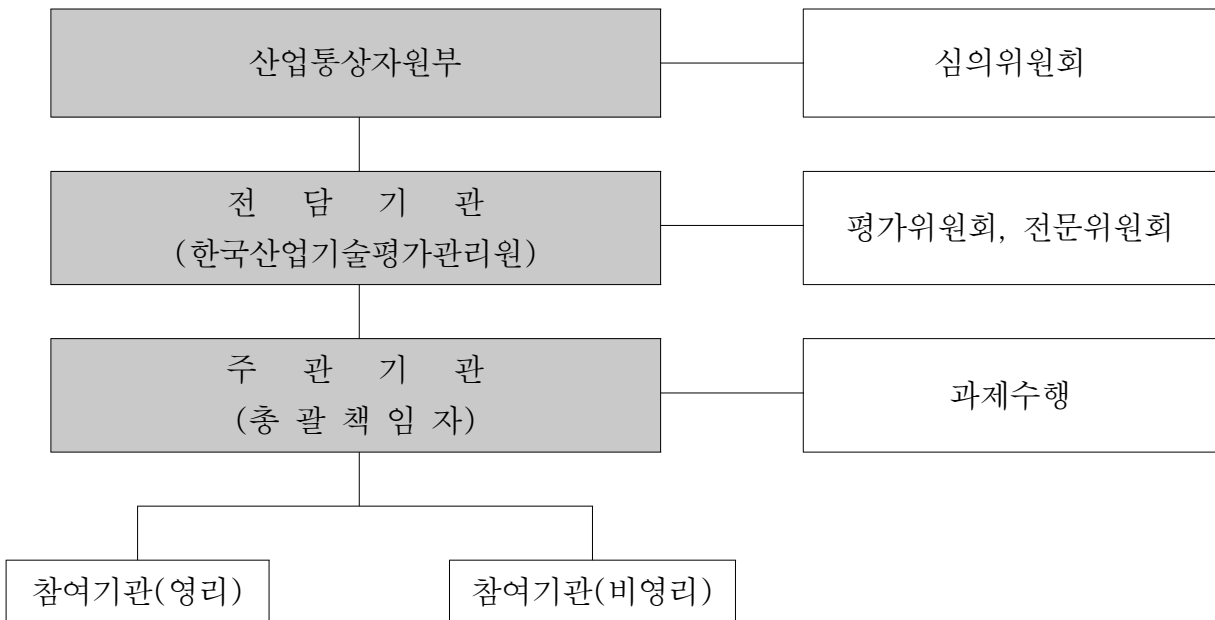 산업통상자원부
심의위원회
전 담 기 관
(한국산업기술평가관리원)
평가위원회, 전문위원회
주 관 기 관
(총 괄 책 임 자)
과제수행
참여기관(영리)
참여기관(비영리)